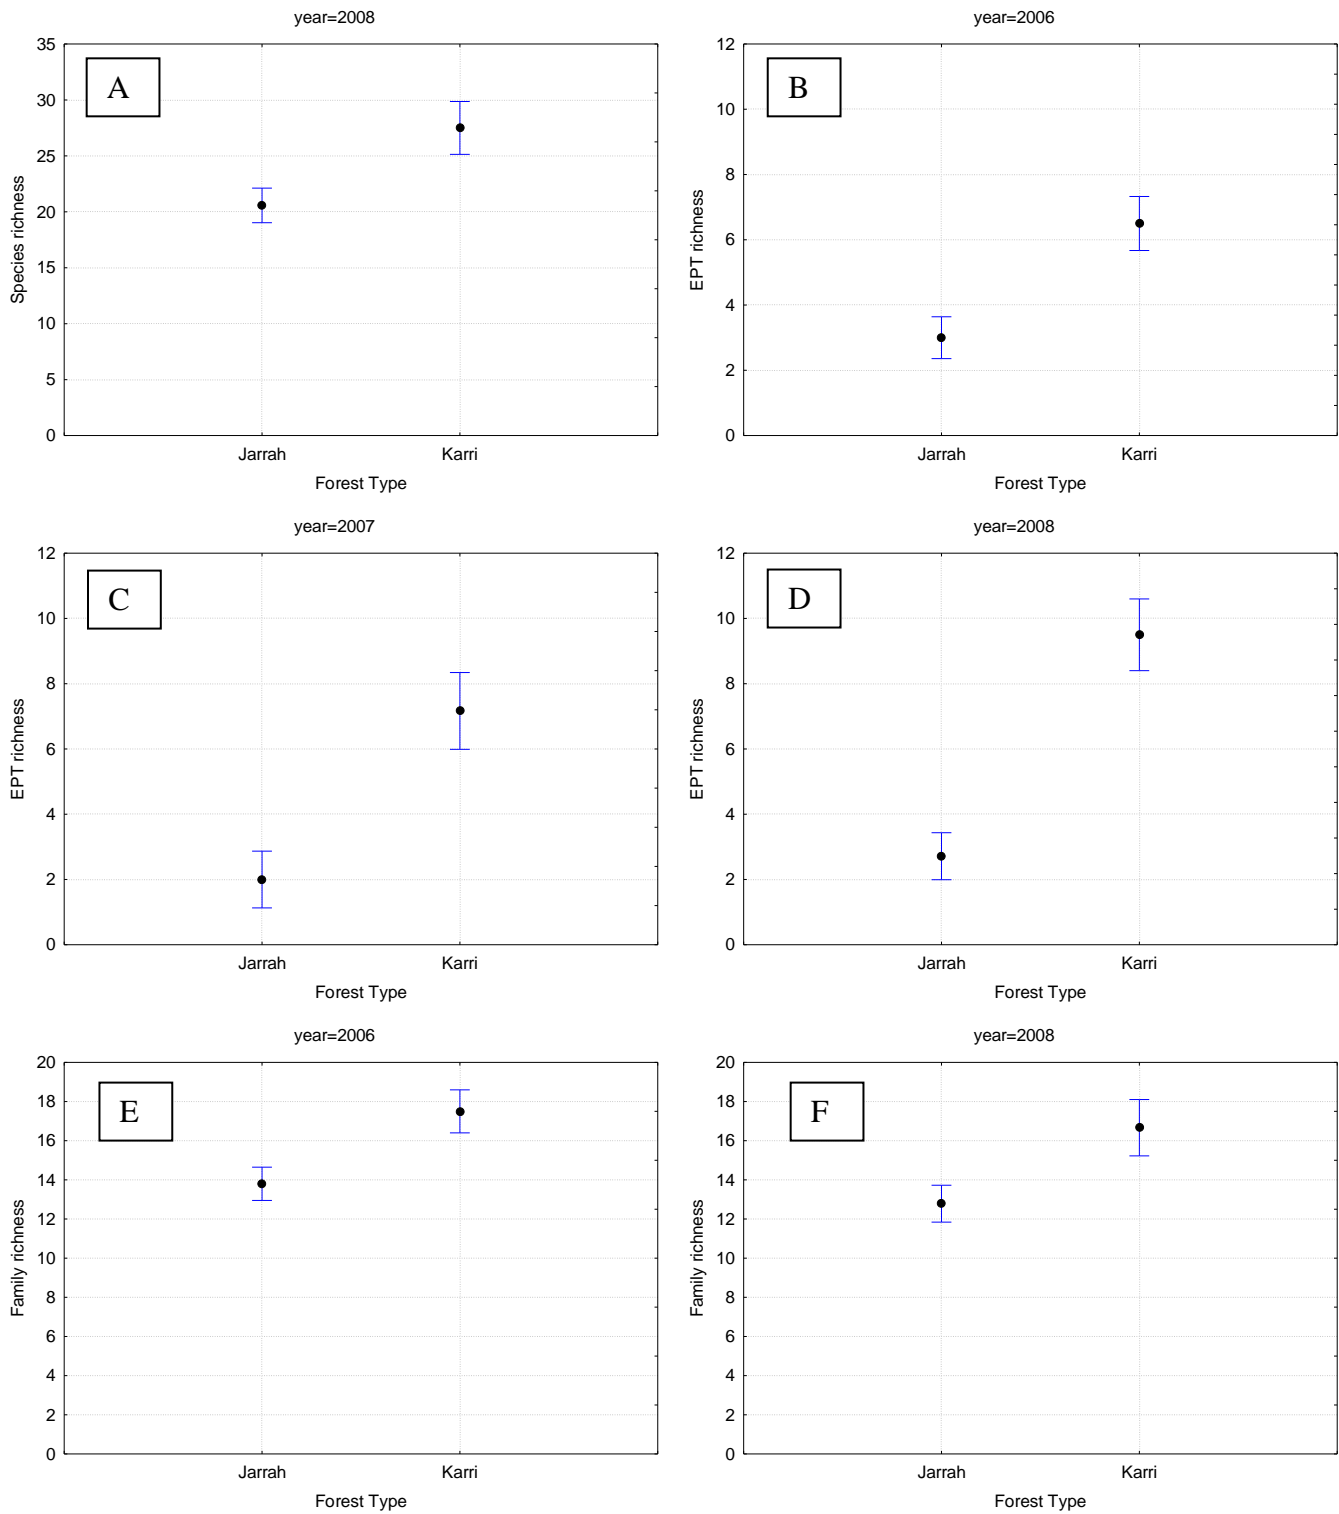 year=2008
A
35
30
25
20
15
10
5
0
Species richness
Jarrah Karri
Forest Type
year=2006
B
12
10
8
6
4
2
0
EPT richness
Jarrah Karri
Forest Type
year=2007
C
12
10
8
6
4
2
0
EPT richness
Jarrah Karri
Forest Type
year=2008
D
12
10
8
6
4
2
0
EPT richness
Jarrah Karri
Forest Type
year=2006
E
20
18
16
14
12
10
8
6
4
2
0
Family richness
Jarrah Karri
Forest Type
year=2008
F
20
18
16
14
12
10
8
6
4
2
0
Family richness
Jarrah Karri
Forest Type